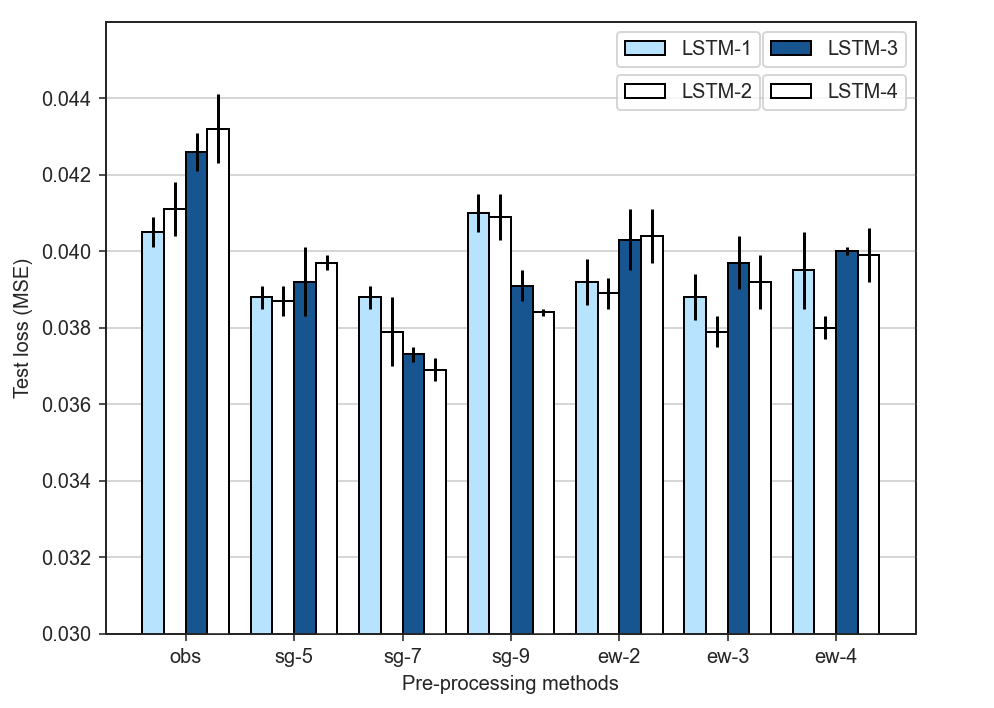 LSTM-1 LSTM-3
LSTM-2 LSTM-4
0.044
0.042
0.040
0.038
0.036
0.034
0.032
0.030
Test loss (MSE)
obs sg-5 sg-7 sg-9 ew-2 ew-3 ew-4
Pre-processing methods